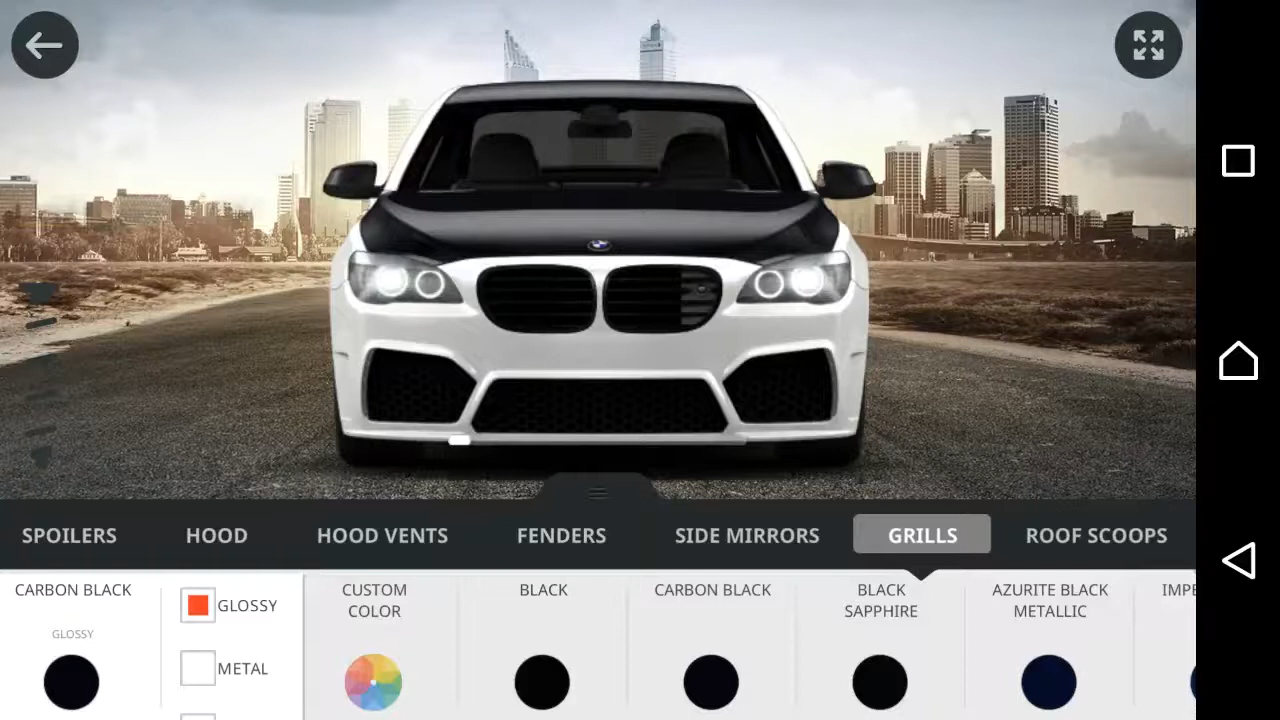 SPOILERS
HOOD
HOOD VENTS
FENDERS
SIDE MIRRORS
GRILLS
ROOF SCOOPS
CARBON BLACK
GLOSSY
GLOSSY
METAL
CUSTOM
COLOR
BLACK
CARBON BLACK
BLACK
SAPPHIRE
AZURITE BLACK
METALLIC
IMPE